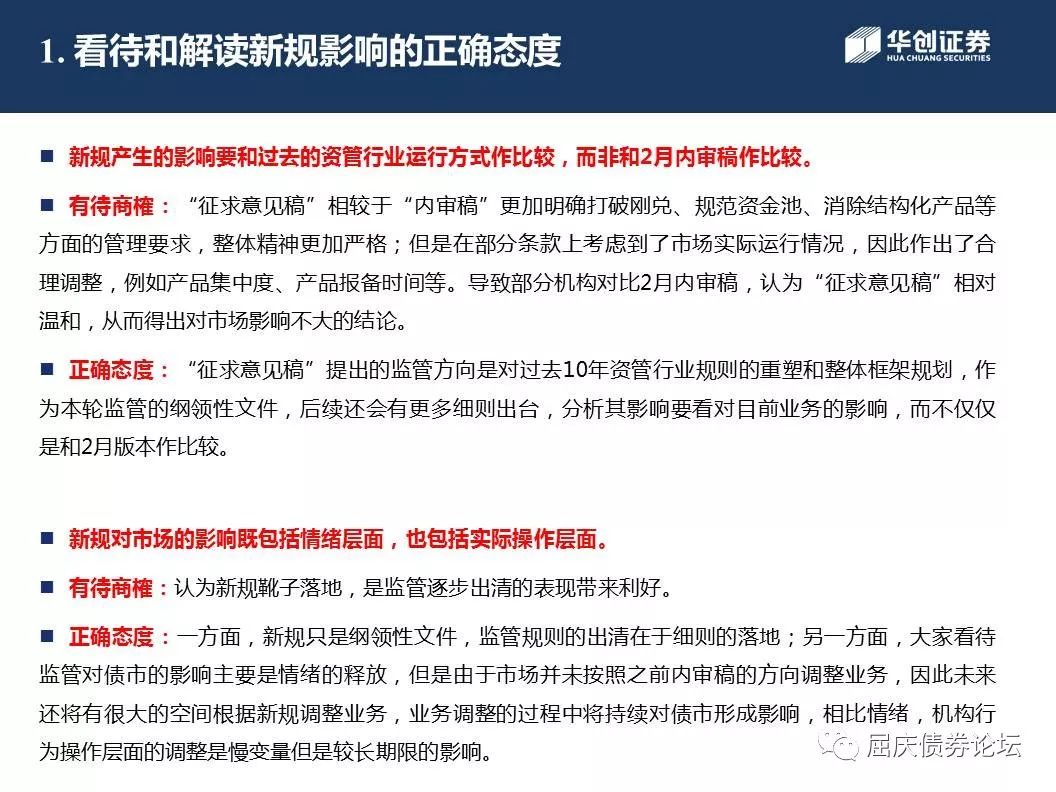 1. 看待和解读新规影响的正确态度
华创证券
HUA CHUANG SECURITIES
■ 新规产生的影响要和过去的资管行业运行方式作比较，而非和2月内审稿作比较。
■ 有待商榷：“征求意见稿”相较于“内审稿”更加明确打破刚兑、规范资金池、消除结构化产品等
方面的管理要求，整体精神更加严格；但是在部分条款上考虑到了市场实际运行情况，因此作出了合
理调整，例如产品集中度、产品报备时间等。导致部分机构对比2月内审稿，认为“征求意见稿”相对
温和，从而得出对市场影响不大的结论。
■ 正确态度：“征求意见稿”提出的监管方向是对过去10年资管行业规则的重塑和整体框架规划，作
为本轮监管的纲领性文件，后续还会有更多细则出台，分析其影响要看对目前业务的影响，而不仅仅
是和2月版本作比较。
■ 新规对市场的影响既包括情绪层面，也包括实际操作层面。
■ 有待商榷：认为新规靴子落地，是监管逐步出清的表现带来利好。
■ 正确态度：一方面，新规只是纲领性文件，监管规则的出清在于细则的落地；另一方面，大家看待
监管对债市的影响主要是情绪的释放，但是由于市场并未按照之前内审稿的方向调整业务，因此未来
还将有很大的空间根据新规调整业务，业务调整的过程中将持续对债市形成影响，相比情绪，机构行
为操作层面的调整是慢变量但是较长期限的影响。
屈庆债券论坛